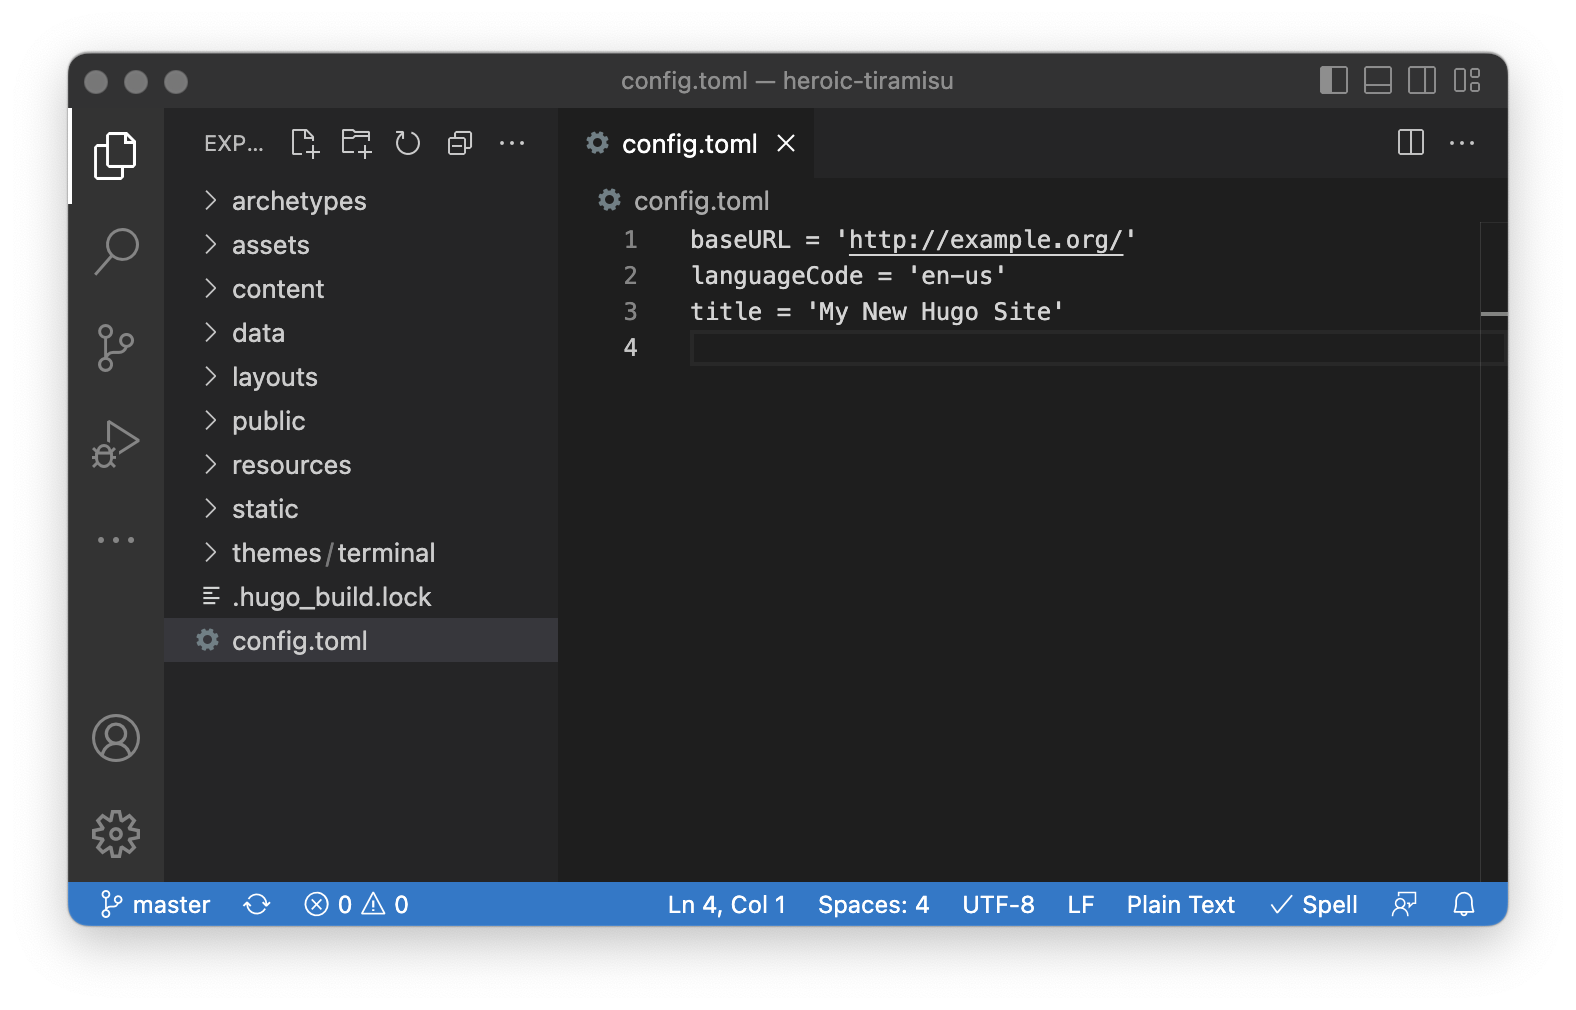 config.toml — heroic-tiramisu
EXP...
archetypes
assets
content
data
layouts
public
resources
static
themes/terminal
.hugo_build.lock
config.toml
config.toml
config.toml
1 baseURL = 'http://example.org/'
2 languageCode = 'en-us'
3 title = 'My New Hugo Site'
4
master 0 0 Ln 4, Col 1 Spaces: 4 UTF-8 LF Plain Text Spell